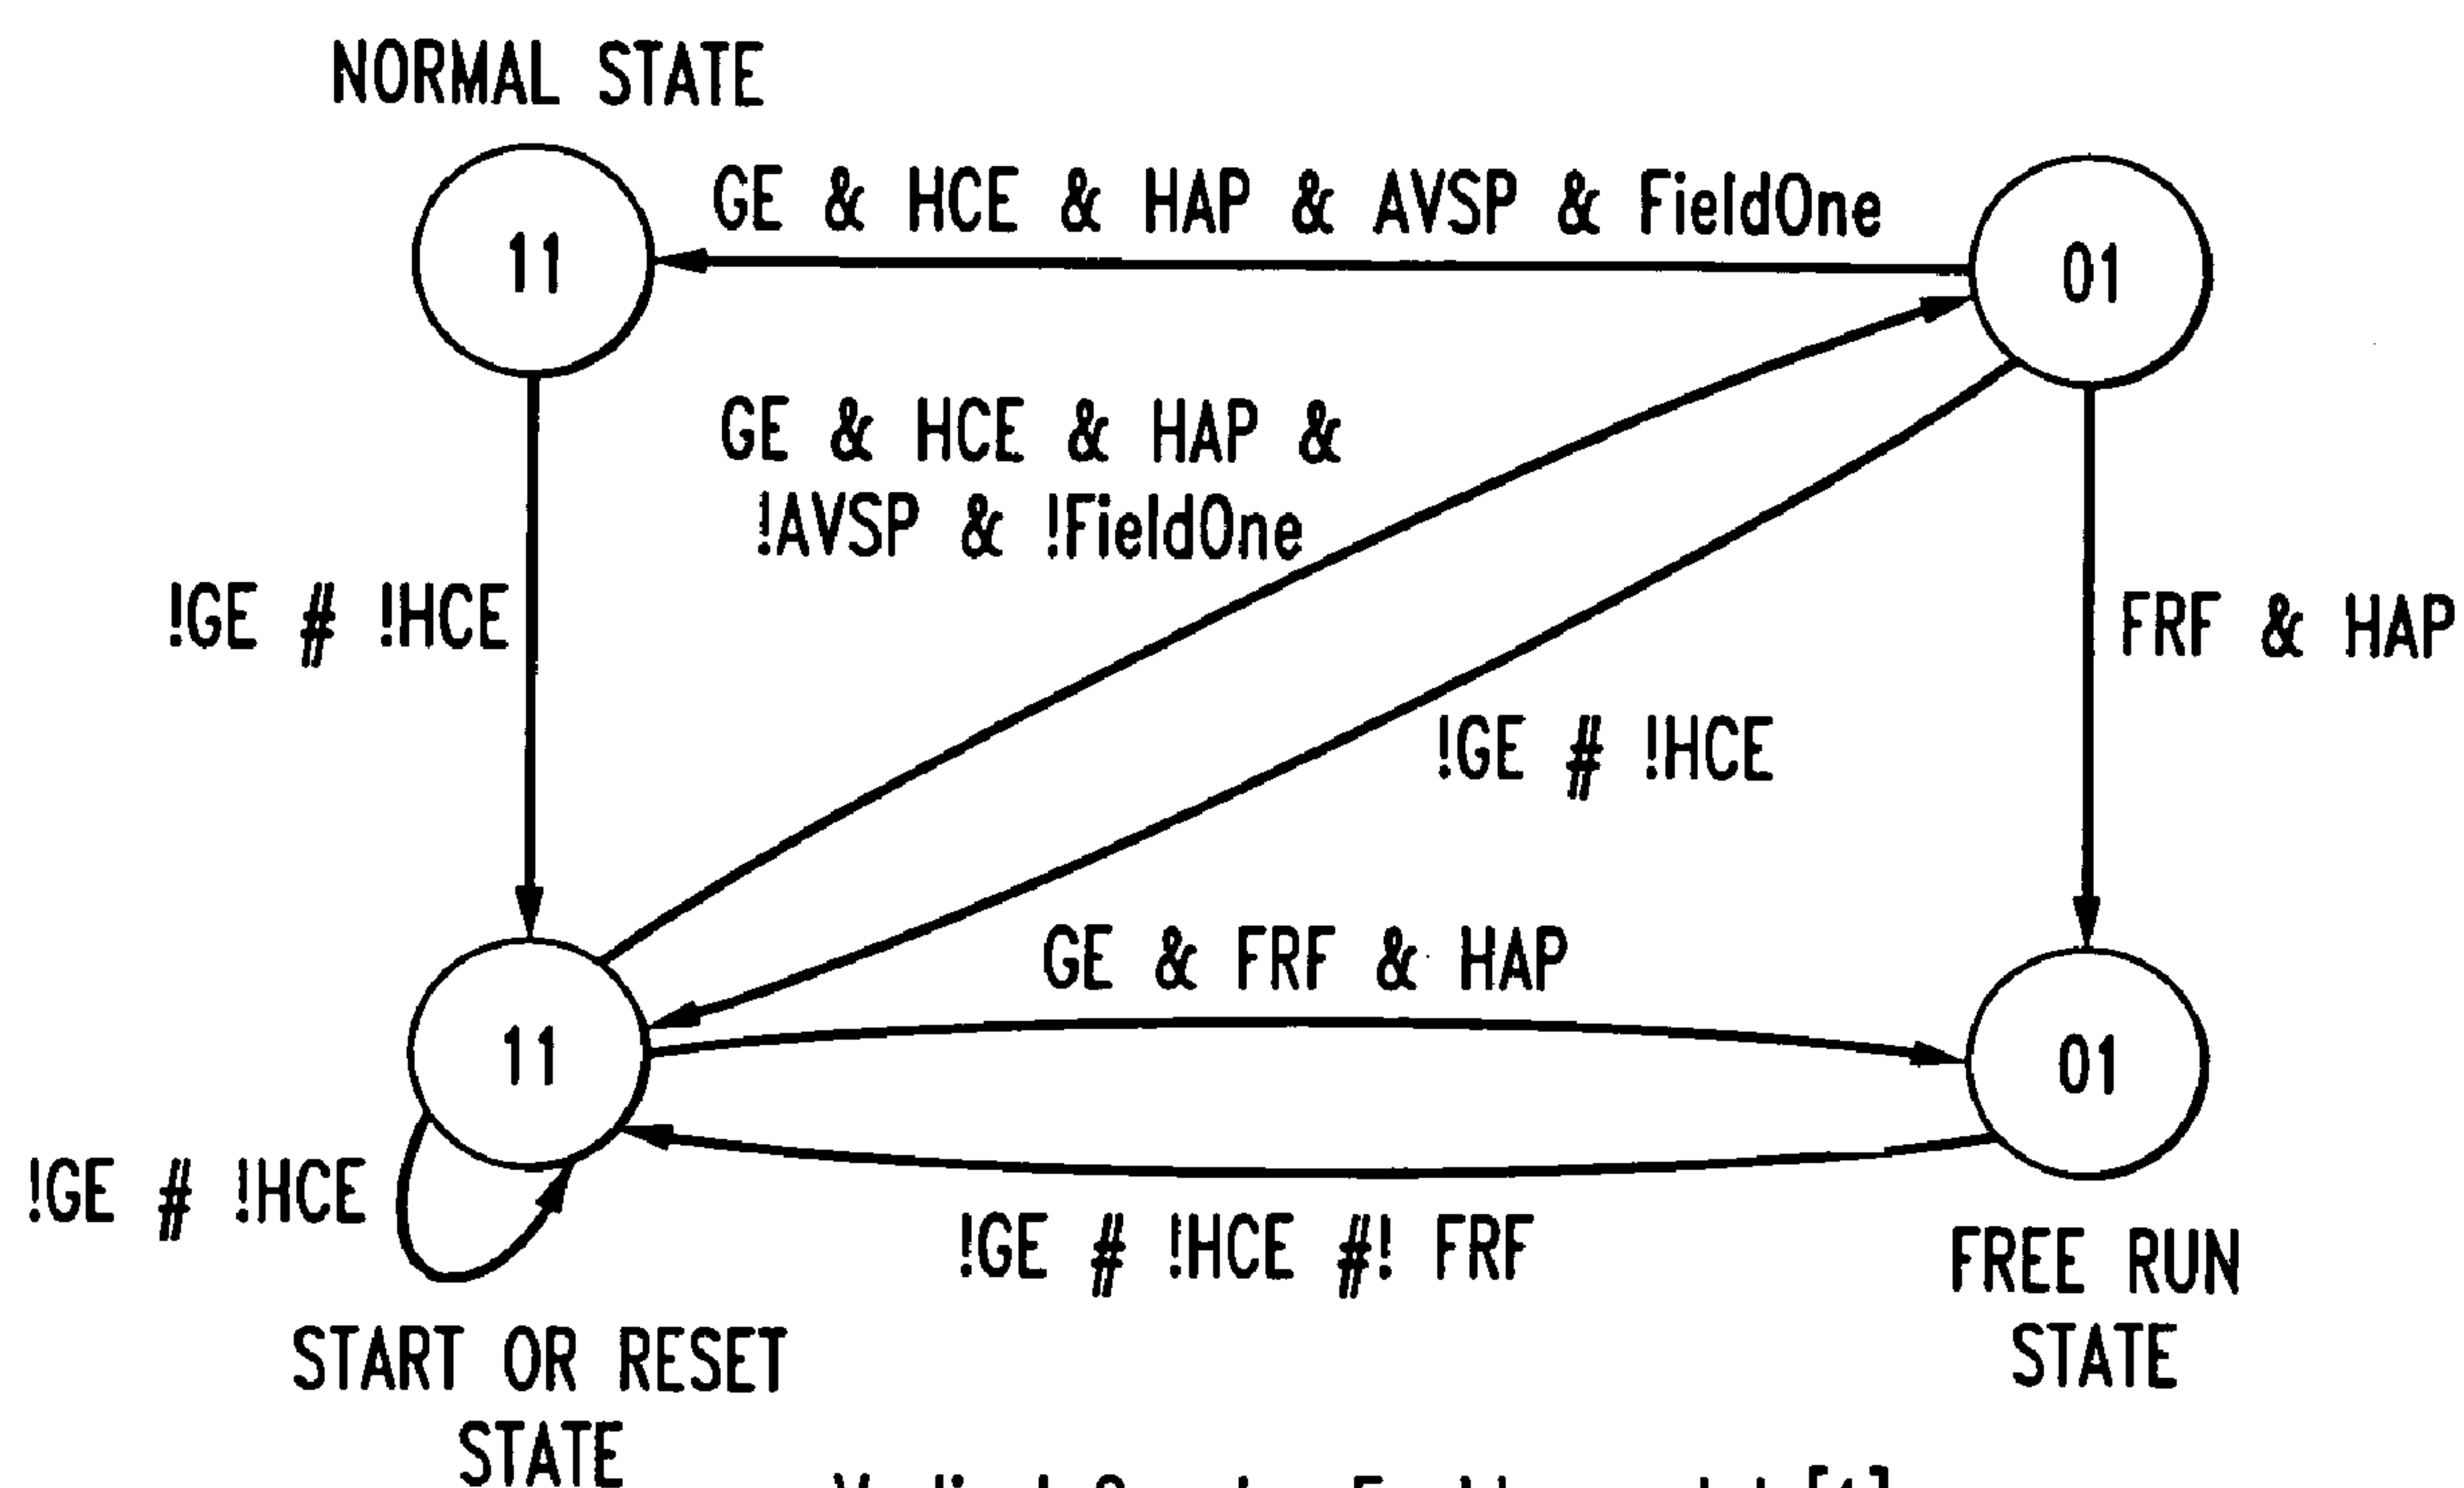 NORMAL STATE
GE & HCE & HAP & AVSP & FieldOne
11
01
GE & HCE & HAP &
!AVSP & !FieldOne
!GE # !HCE
FRF & HAP
!GE # !HCE
GE & FRF & HAP
11
01
!GE # !HCE
!GE # !HCE #! FRF
FREE RUN
STATE
START OR RESET
STATE